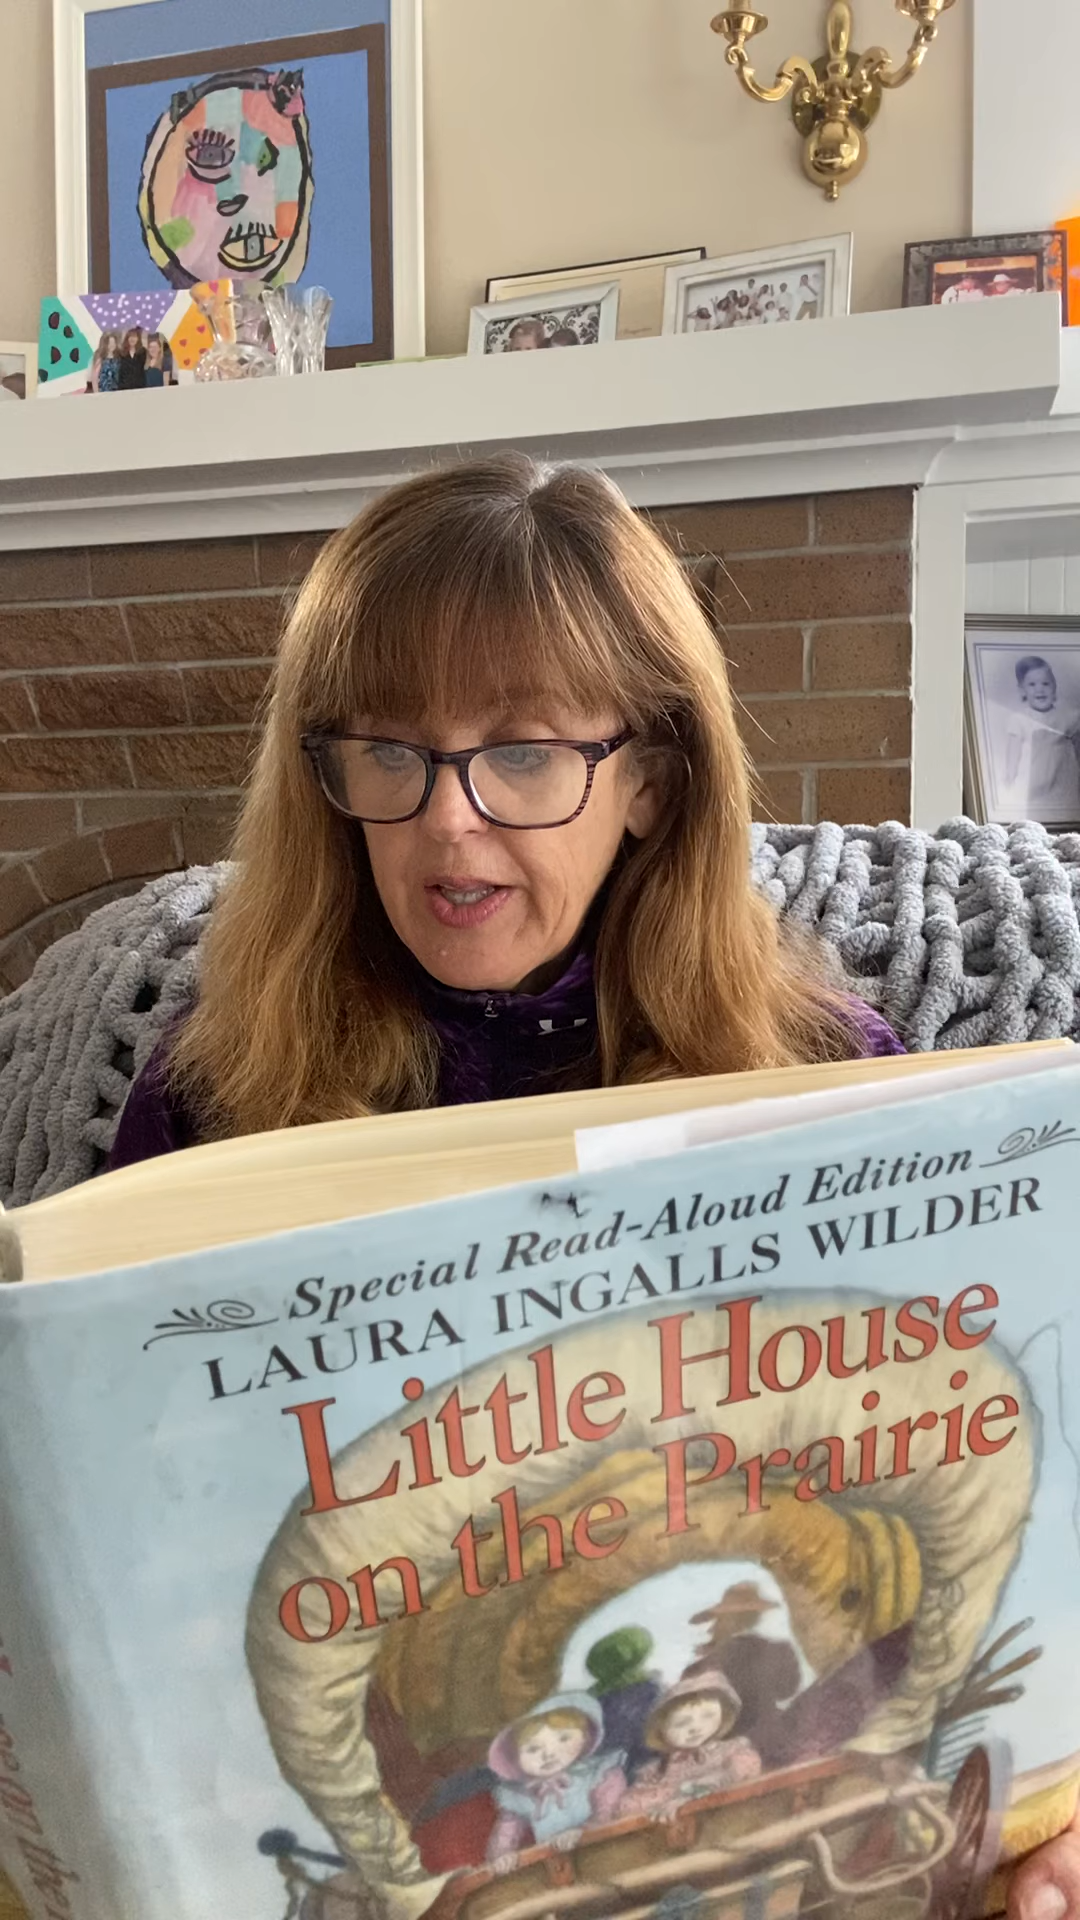 Special Read-Aloud Edition
LAURA INGALLS WILDER
Little House
on the Prairie